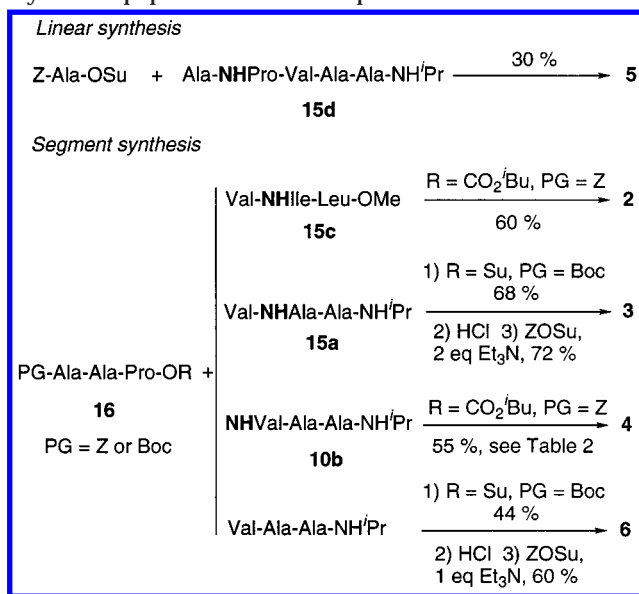 Linear synthesis
Z-Ala-OSu + Ala-NHPro-Val-Ala-Ala-NHⁱPr 30 % 5
15d
Segment synthesis
Val-NHIle-Leu-OMe R = CO₂ⁱBu, PG = Z 2
15c 60 %
1) R = Su, PG = Boc
68 %
Val-NHAla-Ala-NHⁱPr 3
15a 2) HCl 3) ZOSu,
2 eq Et₃N, 72 %
PG-Ala-Ala-Pro-OR +
16
PG = Z or Boc
NHVal-Ala-Ala-NHⁱPr R = CO₂ⁱBu, PG = Z 4
10b 55 %, see Table 2
1) R = Su, PG = Boc
44 %
Val-Ala-Ala-NHⁱPr 6
2) HCl 3) ZOSu,
1 eq Et₃N, 60 %